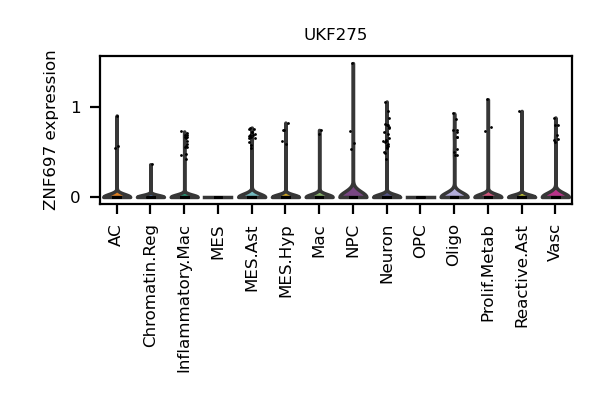 UKF275
ZNF697 expression
1
0
AC
Chromatin.Reg
Inflammatory.Mac
MES
MES.Ast
MES.Hyp
Mac
NPC
Neuron
OPC
Oligo
Prolif.Metab
Reactive.Ast
Vasc